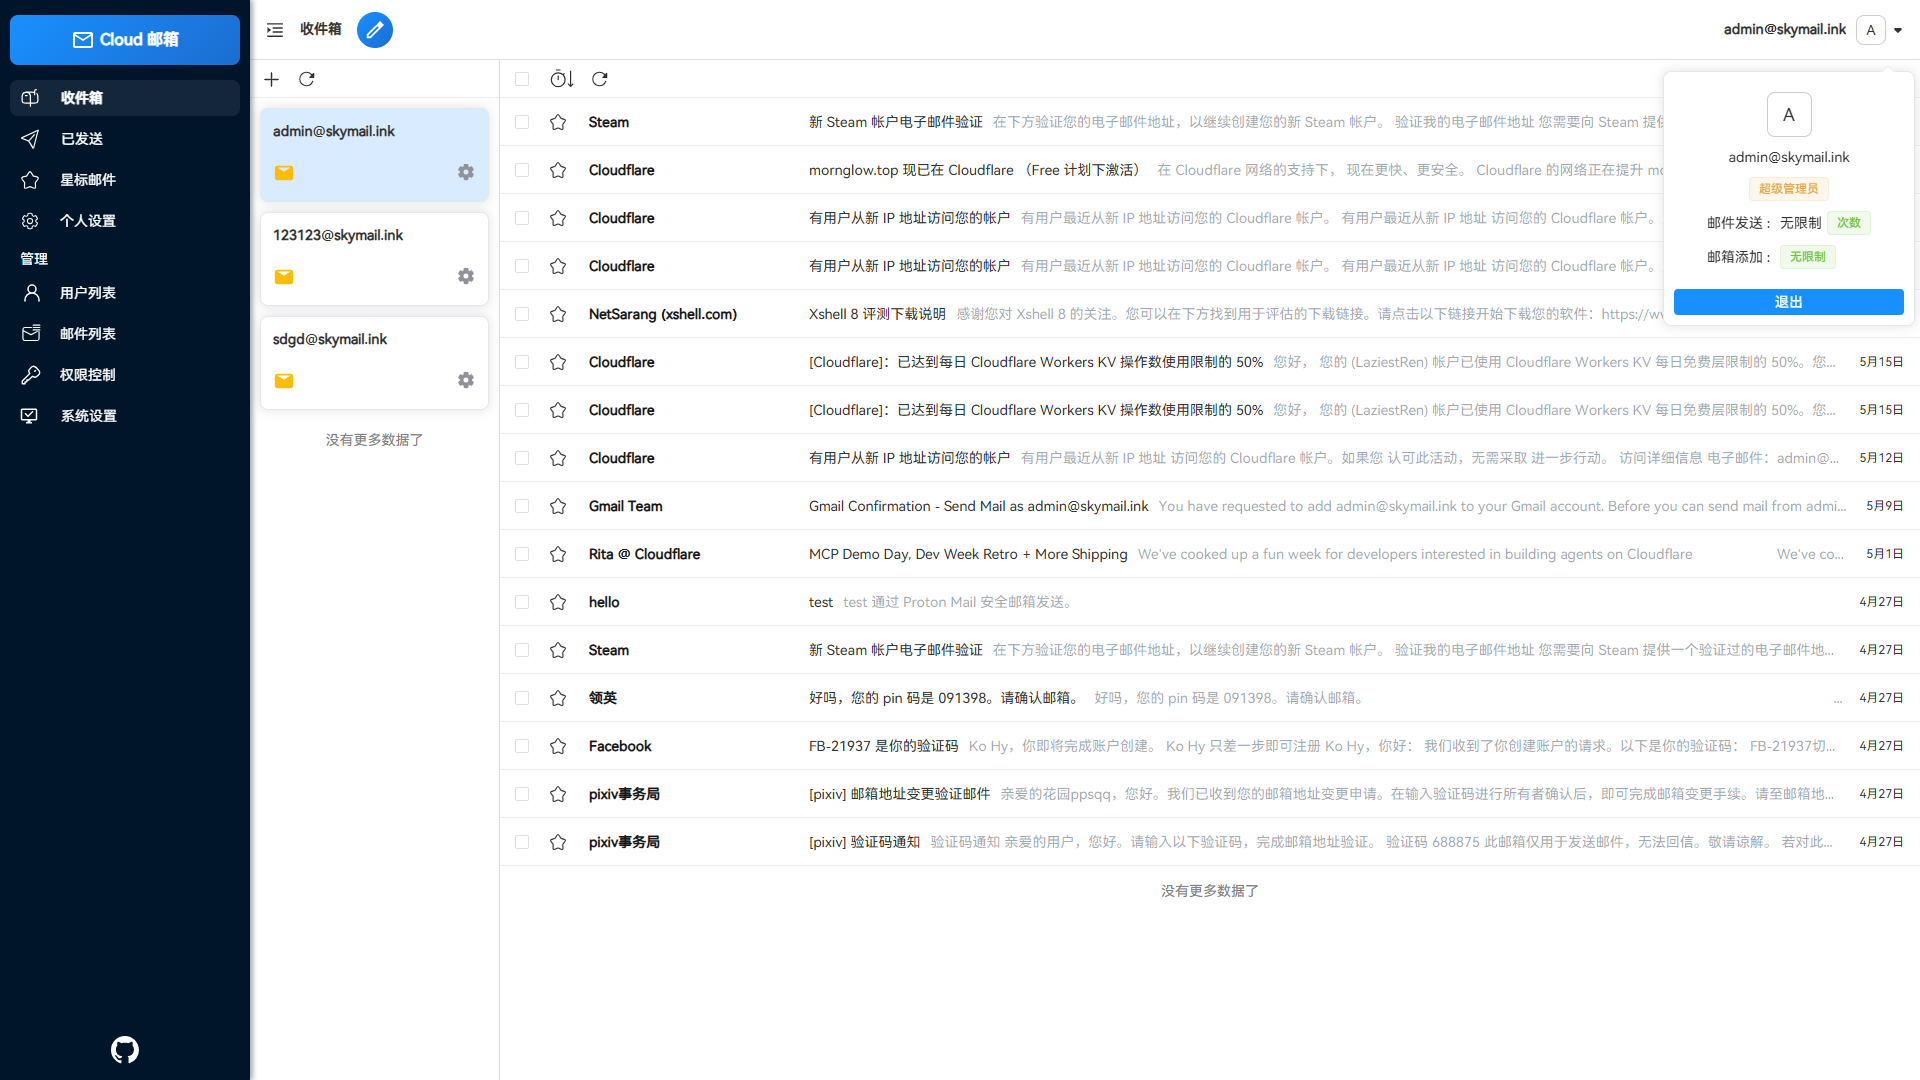 Cloud 邮箱
收件箱
已发送
星标邮件
个人设置
管理
用户列表
邮件列表
权限控制
系统设置
收件箱
admin@skymail.ink
A
admin@skymail.ink
123123@skymail.ink
sdgd@skymail.ink
没有更多数据了
Steam 新 Steam 帐户电子邮件验证 在下方验证您的电子邮件地址，以继续创建您的新 Steam 帐户。 验证我的电子邮件地址 您需要向 Steam 提
Cloudflare mornglow.top 现已在 Cloudflare （Free 计划下激活） 在 Cloudflare 网络的支持下， 现在更快、更安全。 Cloudflare 的网络正在提升
Cloudflare 有用户从新 IP 地址访问您的帐户 有用户最近从新 IP 地址访问您的 Cloudflare 帐户。 有用户最近从新 IP 地址 访问您的 Cloudflare 帐户。
Cloudflare 有用户从新 IP 地址访问您的帐户 有用户最近从新 IP 地址访问您的 Cloudflare 帐户。 有用户最近从新 IP 地址 访问您的 Cloudflare 帐户。
NetSarang (xshell.com) Xshell 8 评测下载说明 感谢您对 Xshell 8 的关注。您可以在下方找到用于评估的下载链接。请点击以下链接开始下载您的软件：https://w
Cloudflare [Cloudflare]：已达到每日 Cloudflare Workers KV 操作数使用限制的 50% 您好， 您的 (LaziestRen) 帐户已使用 Cloudflare Workers KV 每日免费层限制的 50%。您... 5月15日
Cloudflare [Cloudflare]：已达到每日 Cloudflare Workers KV 操作数使用限制的 50% 您好， 您的 (LaziestRen) 帐户已使用 Cloudflare Workers KV 每日免费层限制的 50%。您... 5月15日
Cloudflare 有用户从新 IP 地址访问您的帐户 有用户最近从新 IP 地址 访问您的 Cloudflare 帐户。如果您 认可此活动，无需采取 进一步行动。 访问详细信息 电子邮件：admin@... 5月12日
Gmail Team Gmail Confirmation - Send Mail as admin@skymail.ink You have requested to add admin@skymail.ink to your Gmail account. Before you can send mail from admi... 5月9日
Rita @ Cloudflare MCP Demo Day, Dev Week Retro + More Shipping We've cooked up a fun week for developers interested in building agents on Cloudflare We've co... 5月1日
hello test test 通过 Proton Mail 安全邮箱发送。 4月27日
Steam 新 Steam 帐户电子邮件验证 在下方验证您的电子邮件地址，以继续创建您的新 Steam 帐户。 验证我的电子邮件地址 您需要向 Steam 提供一个验证过的电子邮件地... 4月27日
领英 好吗，您的 pin 码是 091398。请确认邮箱。 好吗，您的 pin 码是 091398。请确认邮箱。 ... 4月27日
Facebook FB-21937 是你的验证码 Ko Hy，你即将完成账户创建。 Ko Hy 只差一步即可注册 Ko Hy，你好： 我们收到了你创建账户的请求。以下是你的验证码： FB-21937切... 4月27日
pixiv事务局 [pixiv] 邮箱地址变更验证邮件 亲爱的花园ppsqq，您好。我们已收到您的邮箱地址变更申请。在输入验证码进行所有者确认后，即可完成邮箱变更手续。请至邮箱地... 4月27日
pixiv事务局 [pixiv] 验证码通知 验证码通知 亲爱的用户，您好。请输入以下验证码，完成邮箱地址验证。 验证码 688875 此邮箱仅用于发送邮件，无法回信。敬请谅解。 若对此... 4月27日
没有更多数据了
A
admin@skymail.ink
超级管理员
邮件发送： 无限制 次数
邮箱添加： 无限制
退出